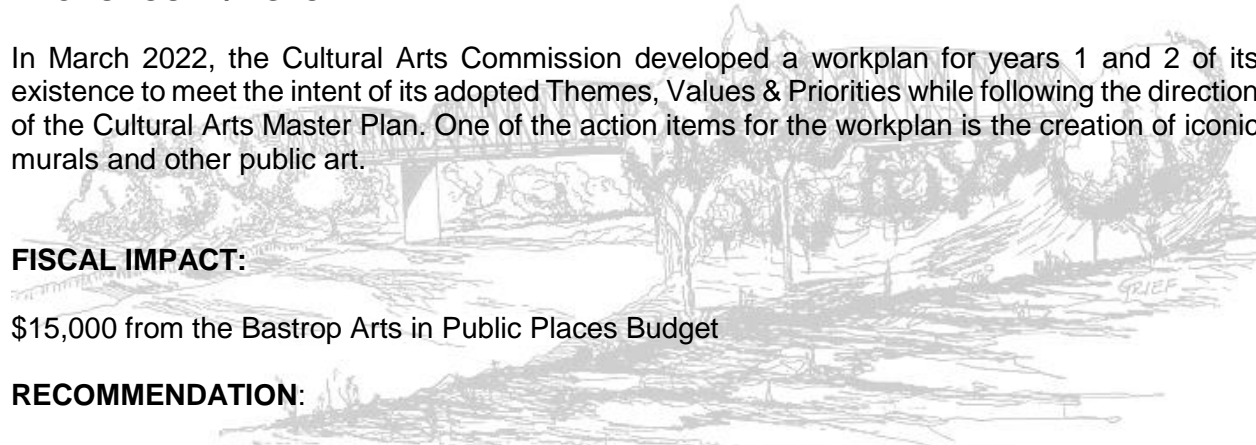 In March 2022, the Cultural Arts Commission developed a workplan for years 1 and 2 of its
existence to meet the intent of its adopted Themes, Values & Priorities while following the direction
of the Cultural Arts Master Plan. One of the action items for the workplan is the creation of iconic
murals and other public art.
FISCAL IMPACT:
GRIEF
$15,000 from the Bastrop Arts in Public Places Budget
RECOMMENDATION: